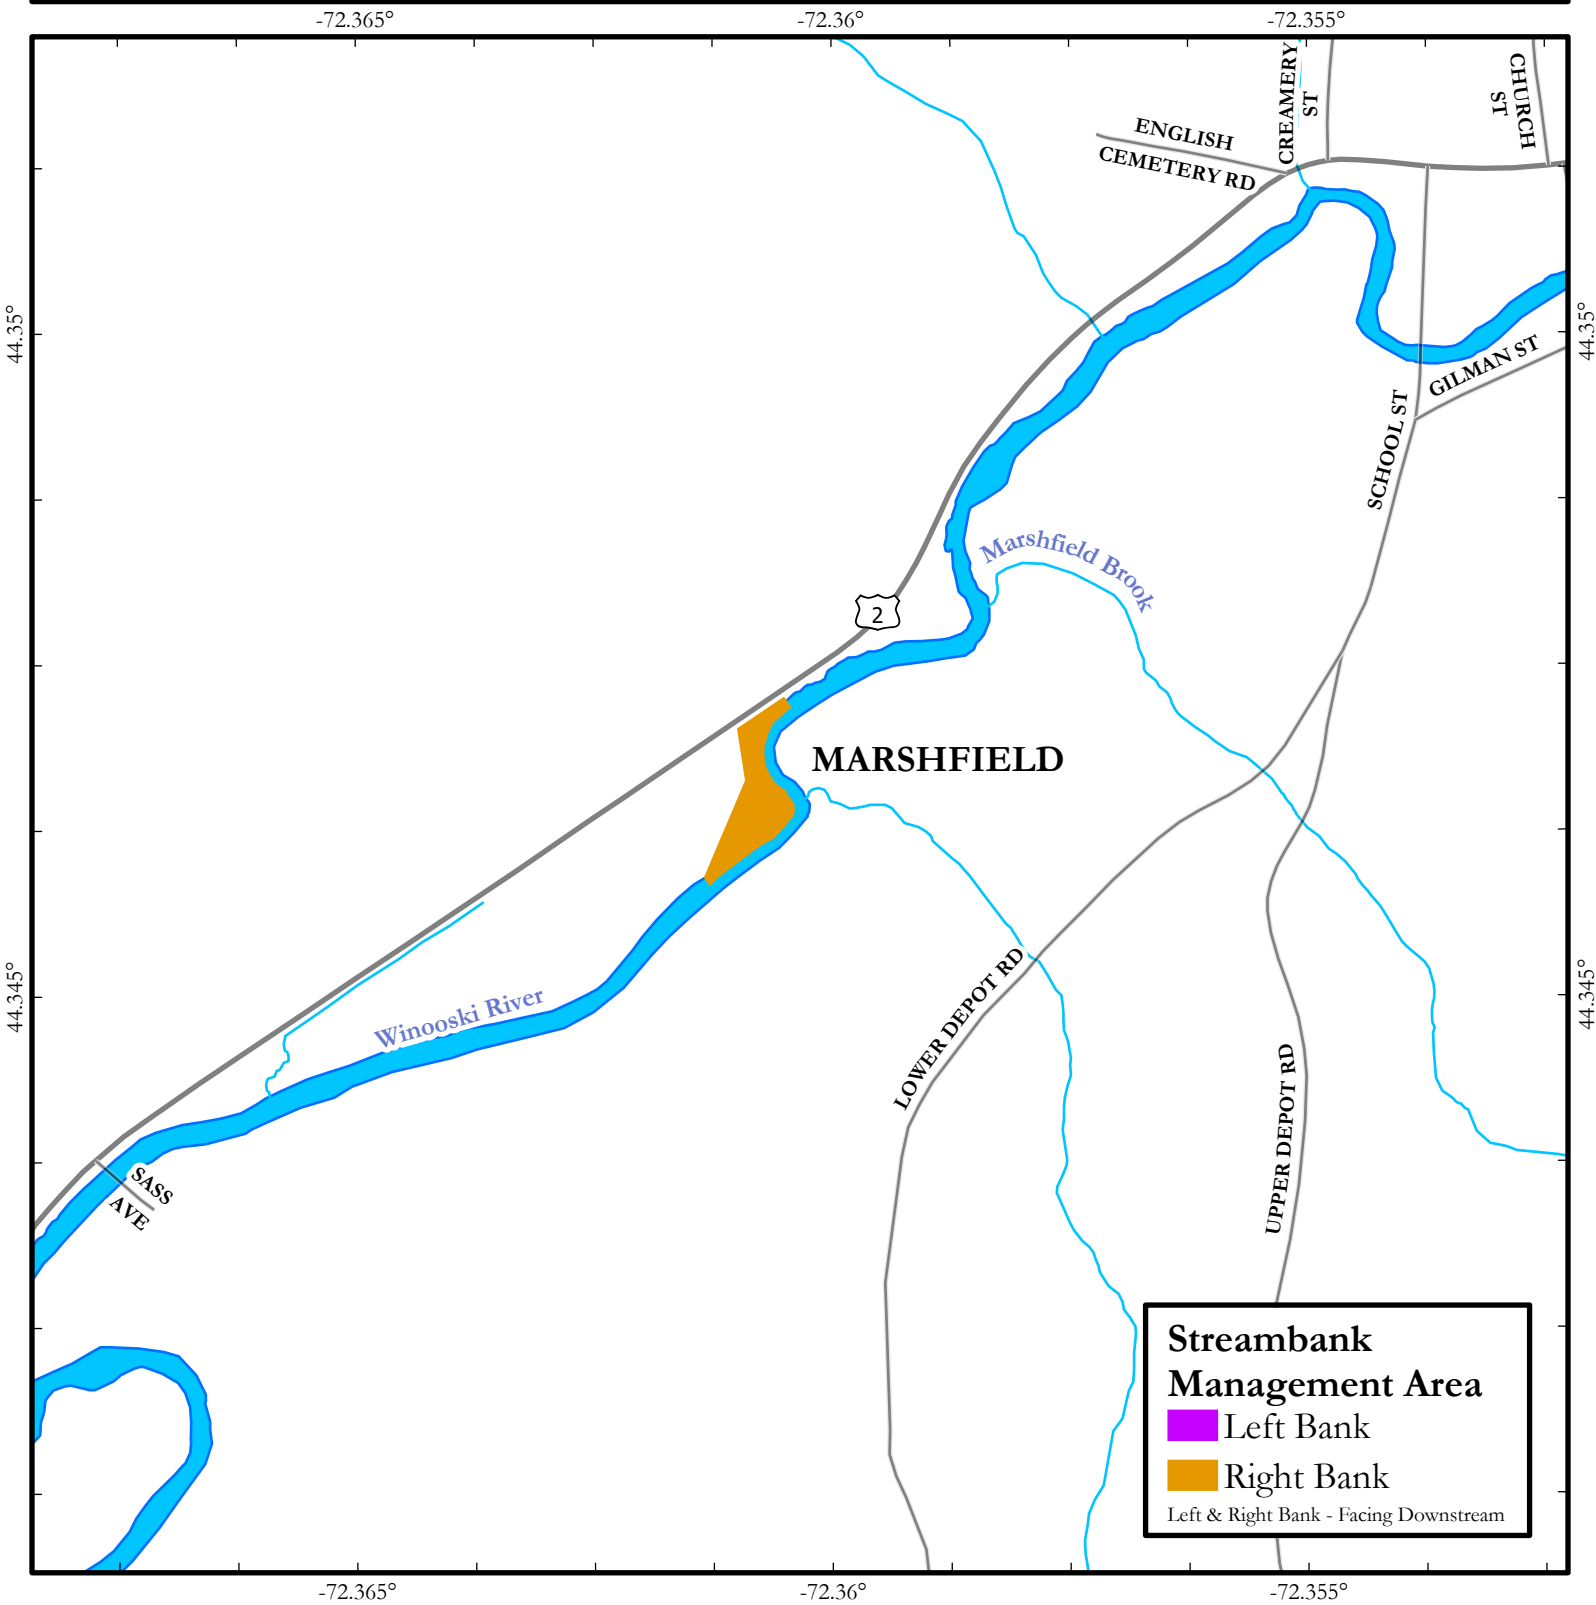 -72.365°
-72.36°
-72.355°
CREAMERY
ST
CHURCH
ST
ENGLISH
CEMETERY RD
44.35°
44.35°
GILMAN ST
SCHOOL ST
Marshfield Brook
2
MARSHFIELD
LOWER DEPOT RD
44.345°
44.345°
Winooski River
UPPER DEPOT RD
SASS
AVE
Streambank
Management Area
Left Bank
Right Bank
Left & Right Bank - Facing Downstream
-72.365°
-72.36°
-72.355°